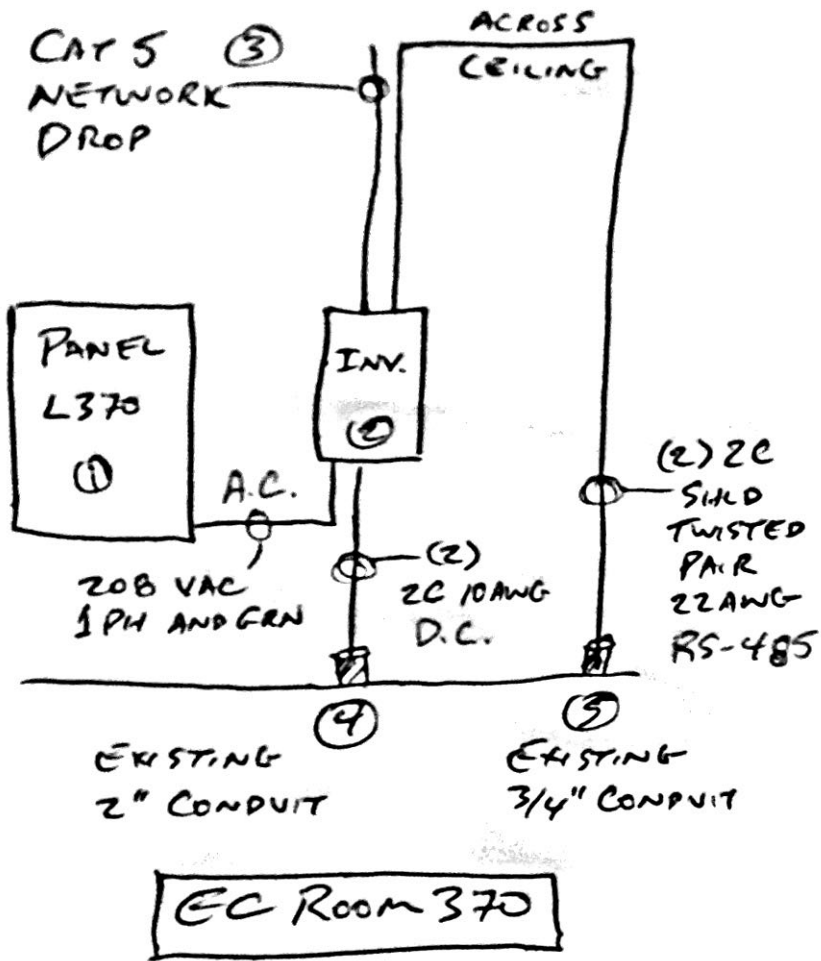 CAT 5 ③
NETWORK
DROP
ACROSS
CEILING
PANEL
L370
①
INV.
②
A.C.
208 VAC
1 PH AND GRN
(2)
2C 10AWG
D.C.
(2) 2C
SHLD
TWISTED
PAIR
22AWG
RS-485
④
EXISTING
2" CONDUIT
⑤
EXISTING
3/4" CONDUIT
EC ROOM 370